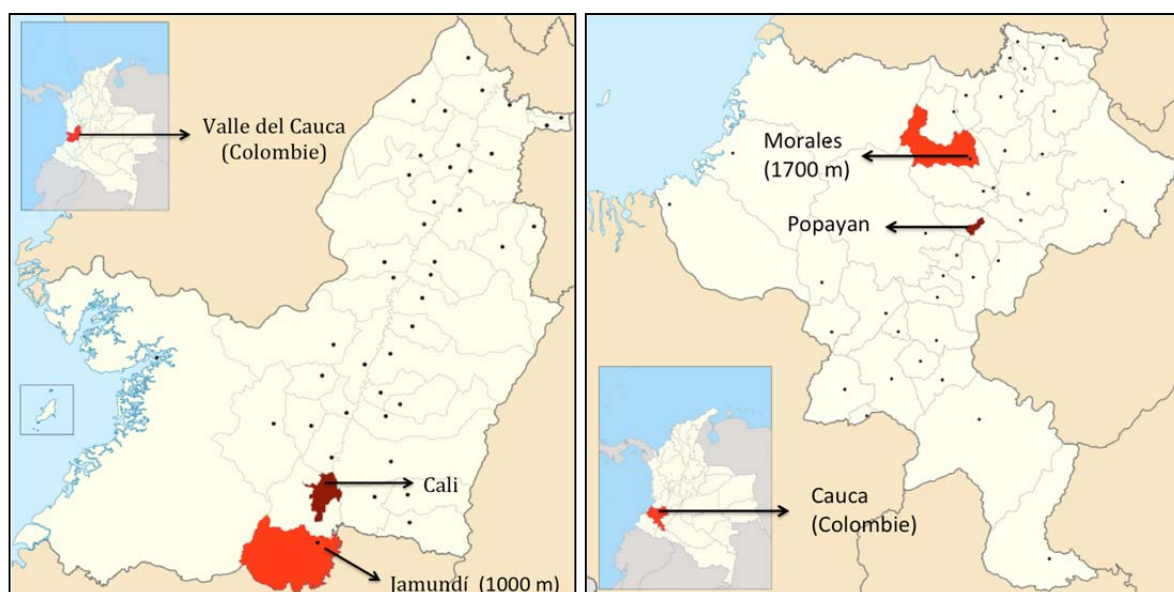 Valle del Cauca
(Colombie)
Cali
Jamundí (1000 m)
Morales
(1700 m)
Popayan
Cauca
(Colombie)